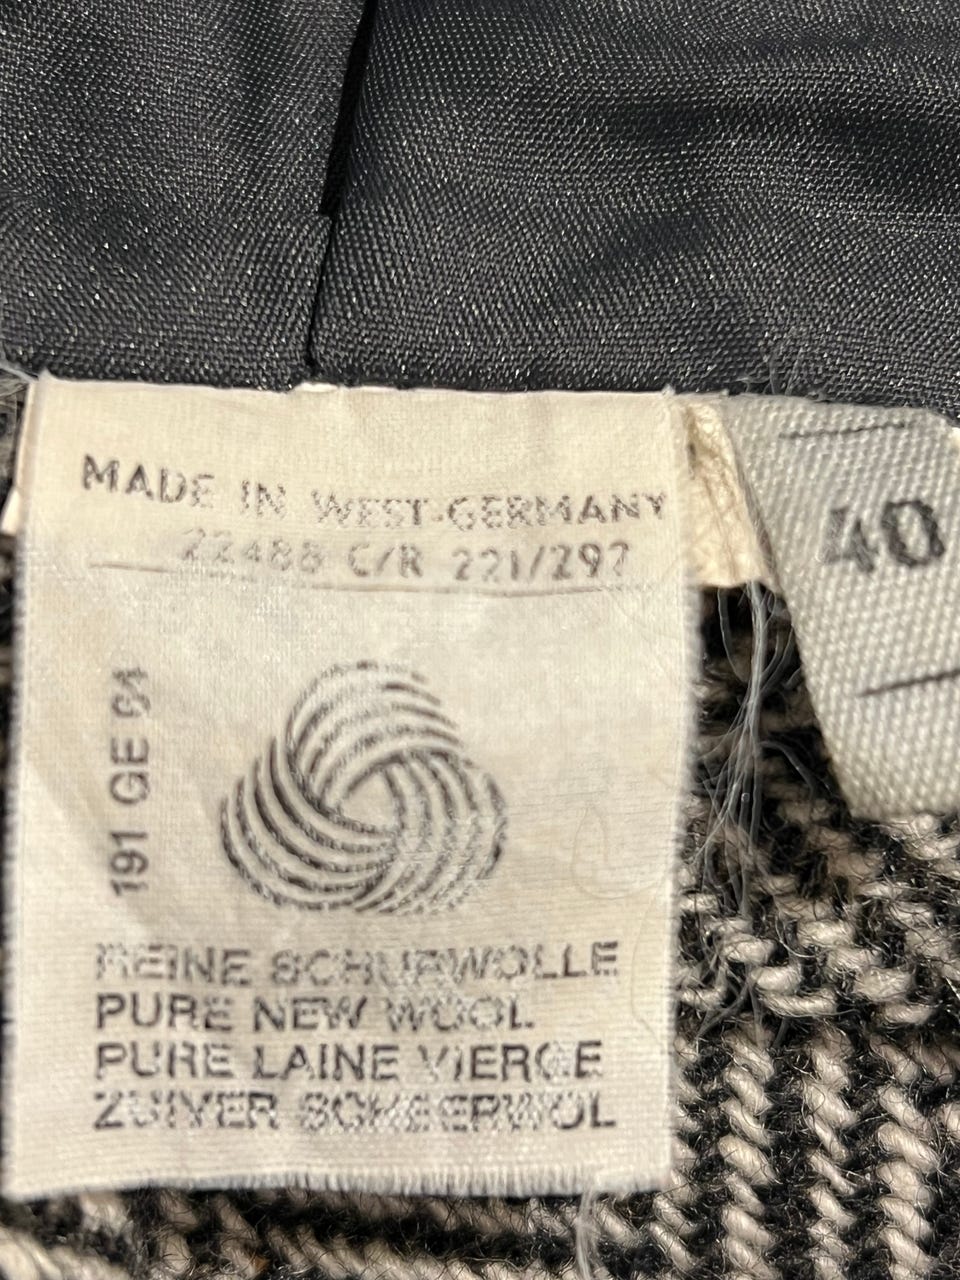 MADE IN WEST-GERMANY
22488 C/R 221/297
191 GE
REINE SCHURWOLLE
PURE NEW WOOL
PURE LAINE VIERGE
ZUIVER SCHEERWOL
40